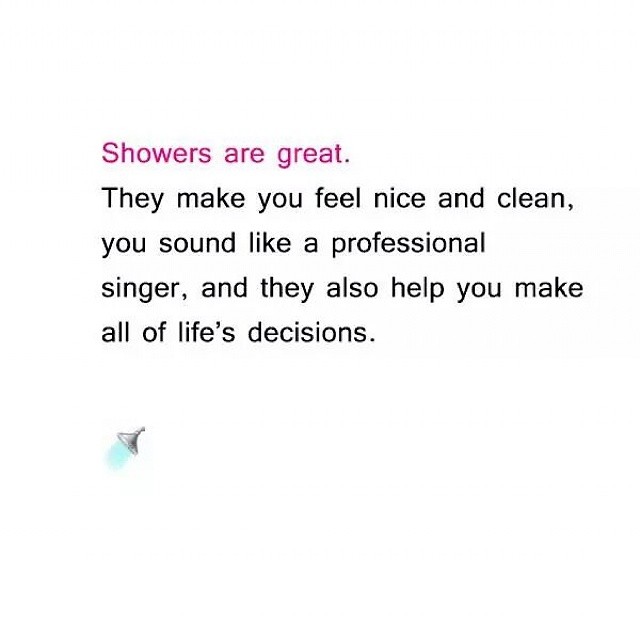 Showers are great.
They make you feel nice and clean,
you sound like a professional
singer, and they also help you make
all of life’s decisions.